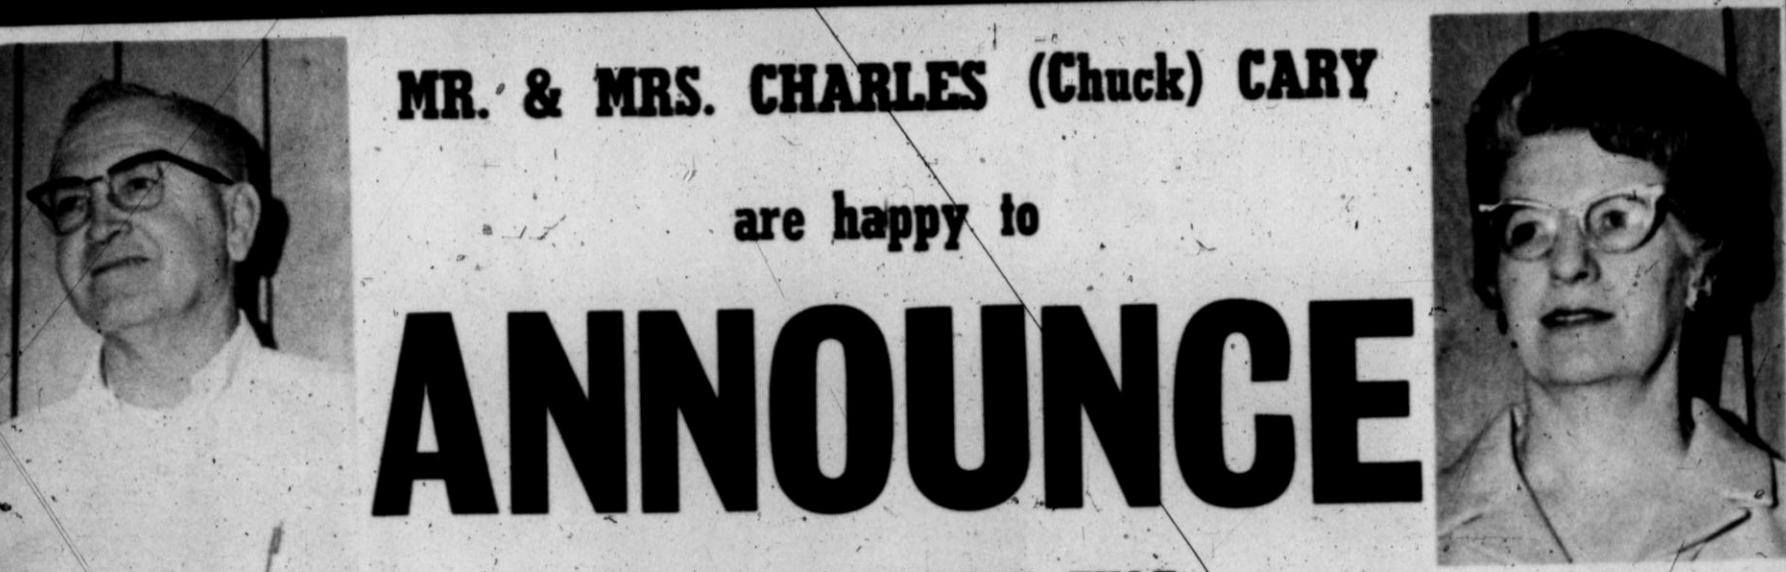 MR. & MRS. CHARLES (Chuck) CARY
are happy to
ANNOUNCE